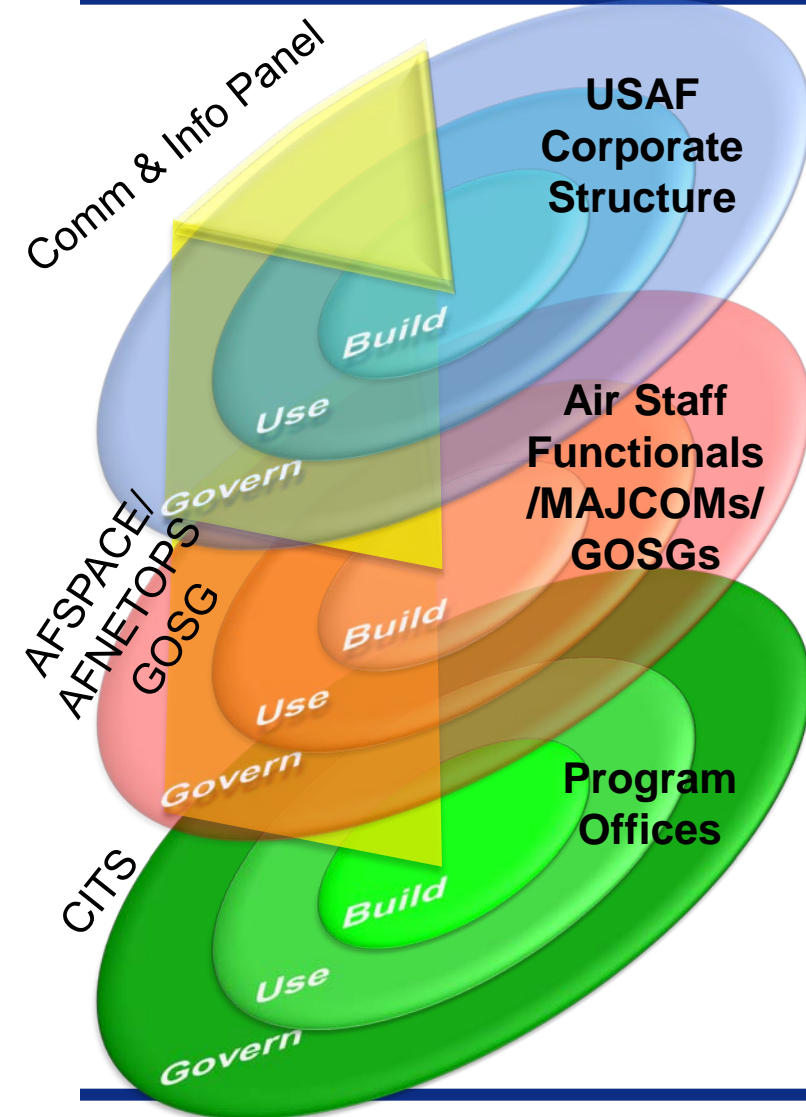 Comm & Info Panel
USAF
Corporate
Structure
Build
Use
Govern
AFSPACE/
AFNETOPS
GOSG
Air Staff
Functionals
/MAJCOMs/
GOSGs
Build
Use
Govern
CITS
Program
Offices
Build
Use
Govern